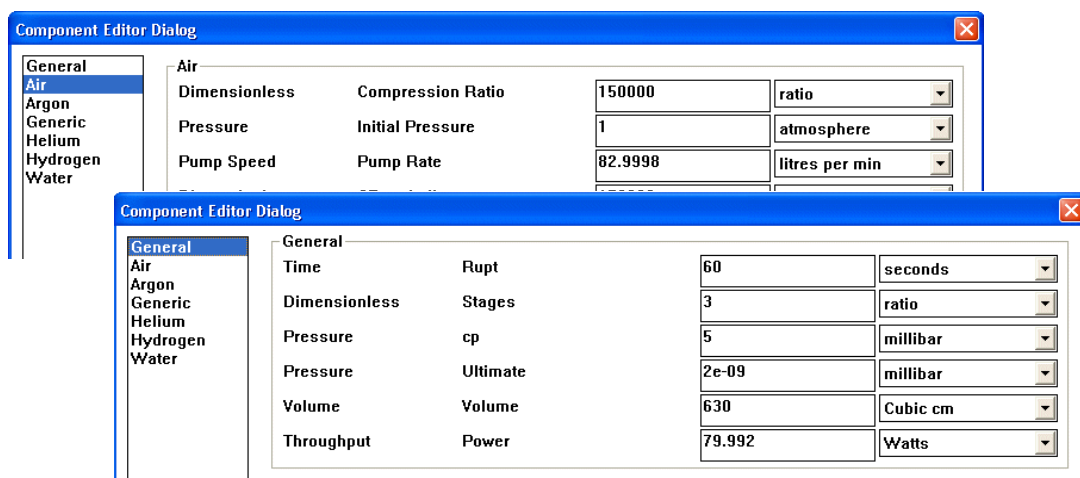 Component Editor Dialog
General
Air
Argon
Generic
Helium
Hydrogen
Water
Air
Dimensionless Compression Ratio 150000 ratio
Pressure Initial Pressure 1 atmosphere
Pump Speed Pump Rate 82.9998 litres per min
Component Editor Dialog
General
Air
Argon
Generic
Helium
Hydrogen
Water
General
Time Rupt 60 seconds
Dimensionless Stages 3 ratio
Pressure cp 5 millibar
Pressure Ultimate 2e-09 millibar
Volume Volume 630 Cubic cm
Throughput Power 79.992 Watts